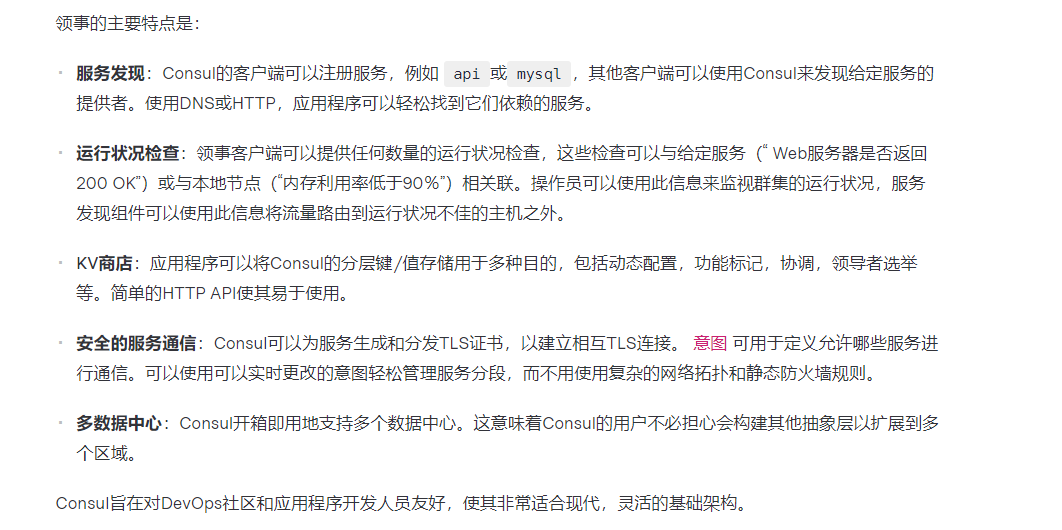 领事的主要特点是：
服务发现：Consul的客户端可以注册服务，例如 api 或 mysql ，其他客户端可以使用Consul来发现给定服务的
提供者。使用DNS或HTTP，应用程序可以轻松找到它们依赖的服务。
运行状况检查：领事客户端可以提供任何数量的运行状况检查，这些检查可以与给定服务（“ Web服务器是否返回
200 OK”）或与本地节点（“内存利用率低于90%”）相关联。操作员可以使用此信息来监视群集的运行状况，服务
发现组件可以使用此信息将流量路由到运行状况不佳的主机之外。
KV商店：应用程序可以将Consul的分层键/值存储用于多种目的，包括动态配置，功能标记，协调，领导者选举
等。简单的HTTP API使其易于使用。
安全的服务通信：Consul可以为服务生成和分发TLS证书，以建立相互TLS连接。 意图 可用于定义允许哪些服务进
行通信。可以使用可以实时更改的意图轻松管理服务分段，而不用使用复杂的网络拓扑和静态防火墙规则。
多数据中心：Consul开箱即用地支持多个数据中心。这意味着Consul的用户不必担心会构建其他抽象层以扩展到多
个区域。
Consul旨在对DevOps社区和应用程序开发人员友好，使其非常适合现代，灵活的基础架构。